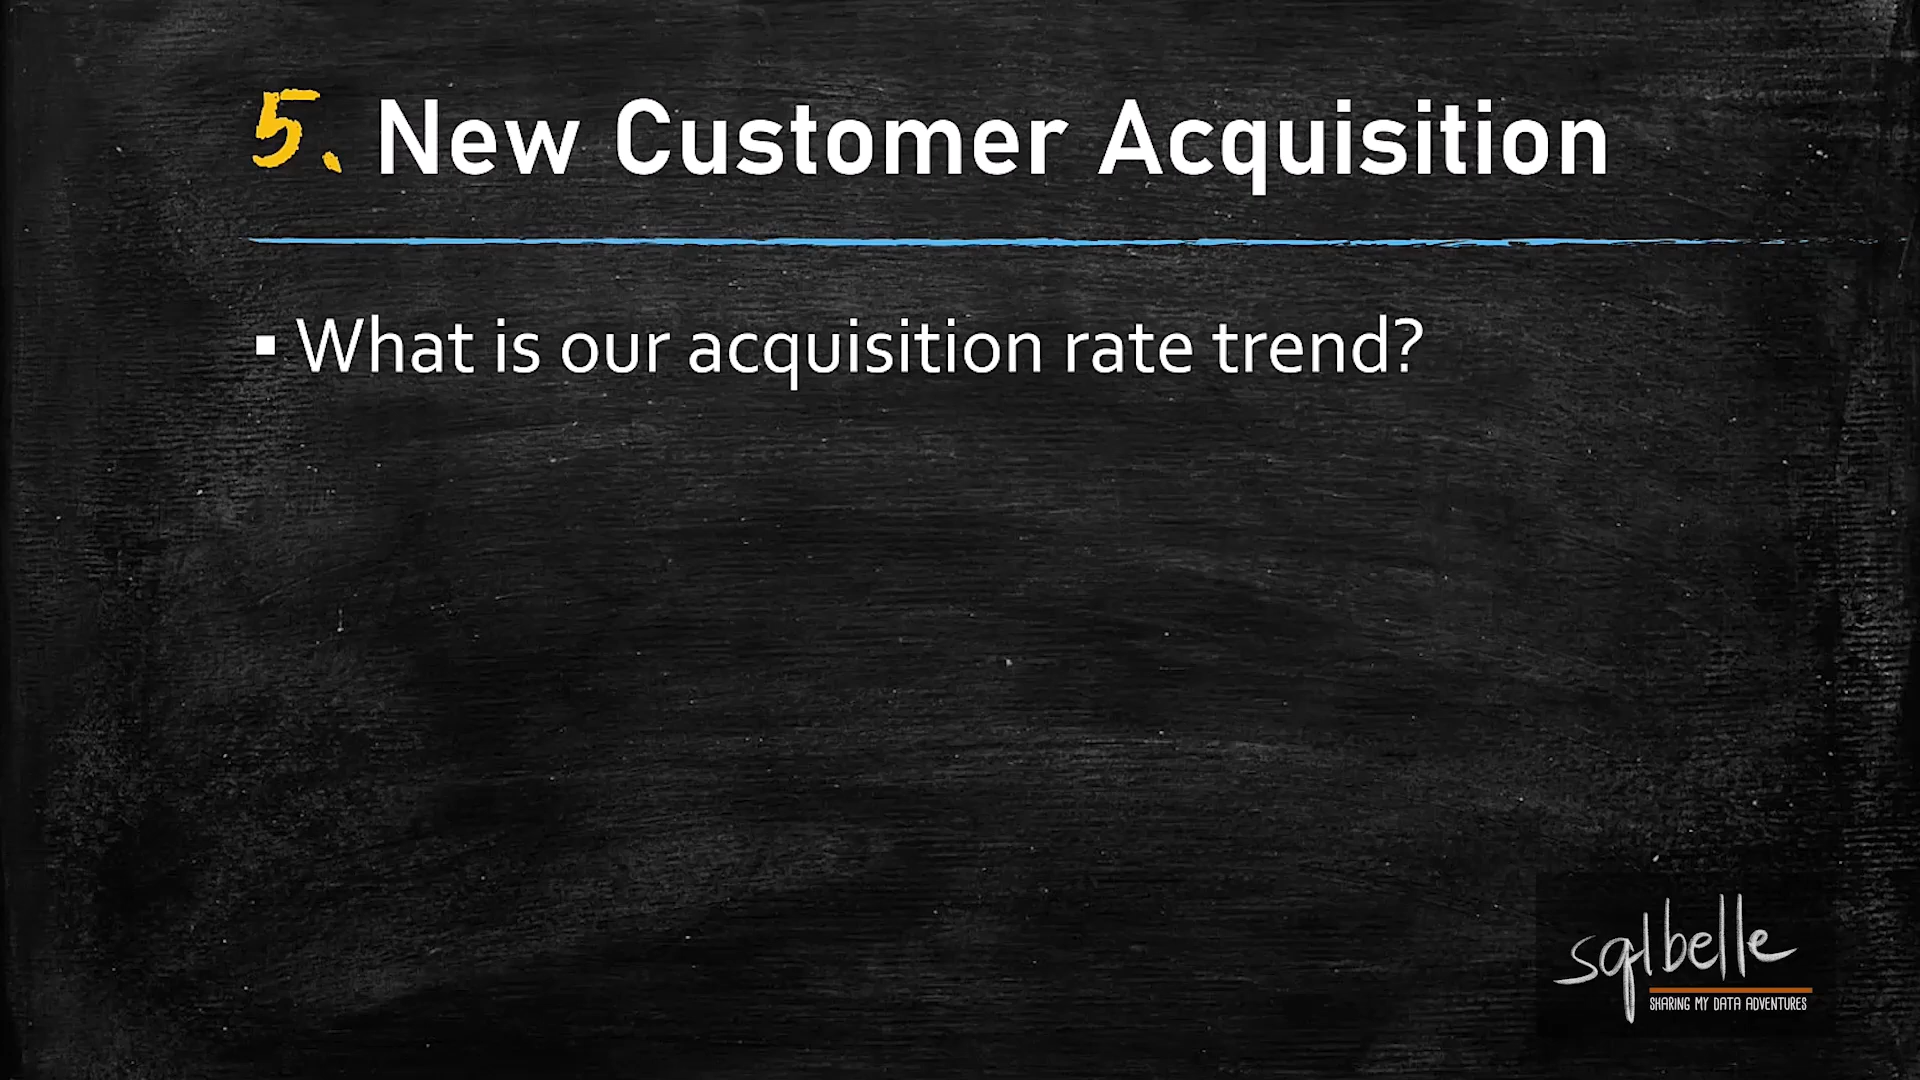 5. New Customer Acquisition
▪ What is our acquisition rate trend?
sqlbelle
SHARING MY DATA ADVENTURES